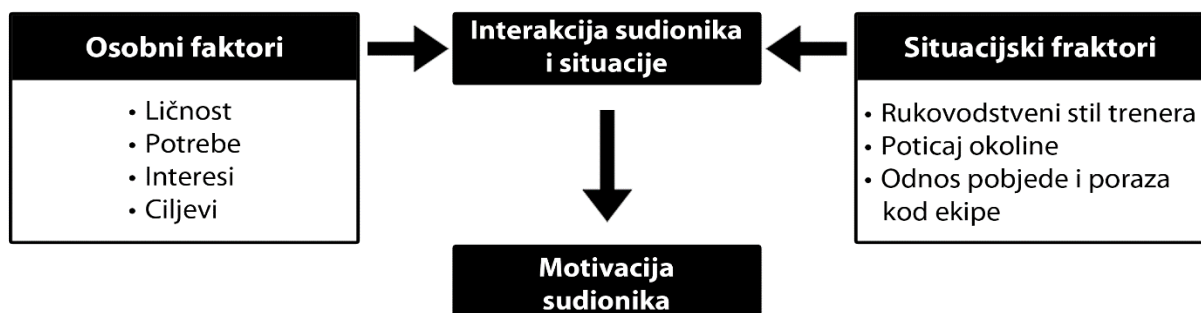 Osobni faktori
• Ličnost
• Potrebe
• Interesi
• Ciljevi
Interakcija sudionika
i situacije
Situacijski fraktori
• Rukovodstveni stil trenera
• Poticaj okoline
• Odnos pobjede i poraza
kod ekipe
Motivacija
sudionika